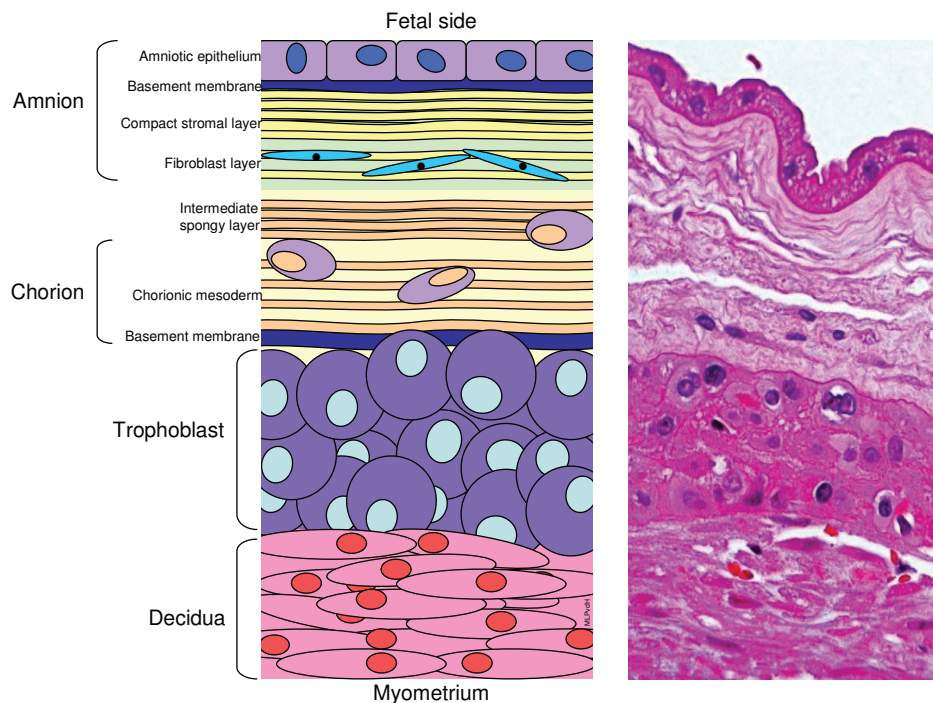 Fetal side
Amnion
Amniotic epithelium
Basement membrane
Compact stromal layer
Fibroblast layer
Intermediate
spongy layer
Chorion
Chorionic mesoderm
Basement membrane
Trophoblast
Decidua
MLPvdH
Myometrium